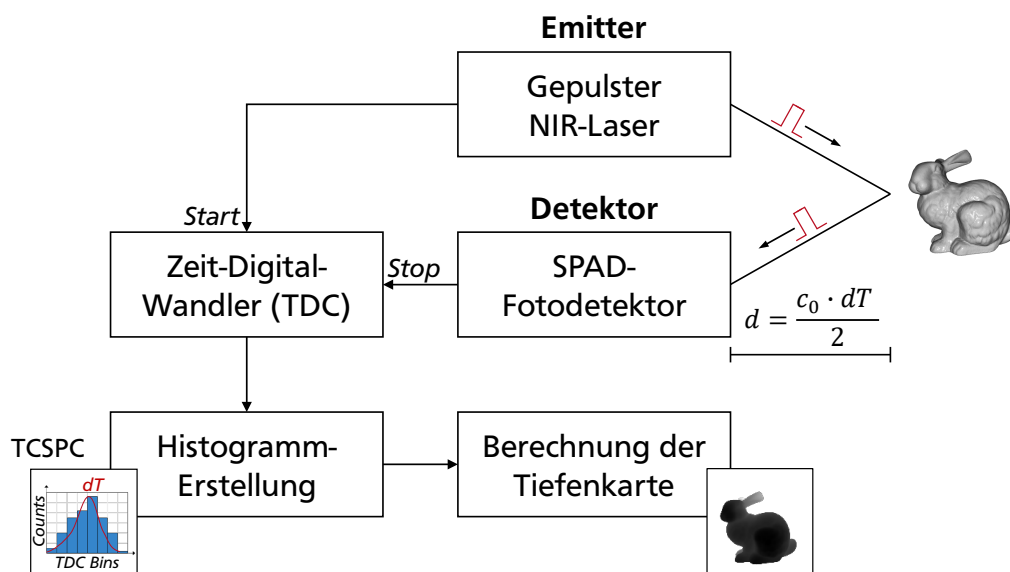 Emitter
Gepulster
NIR-Laser
Start
Detektor
Zeit-Digital-
Wandler (TDC)
Stop
SPAD-
Fotodetektor
d = c₀ · dT / 2
TCSPC
Histogramm-
Erstellung
Berechnung der
Tiefenkarte
dT
Counts
TDC Bins